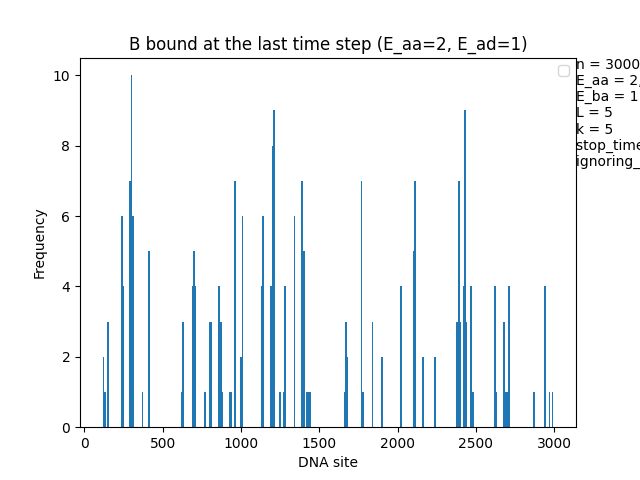 B bound at the last time step (E_aa=2, E_ad=1)
n = 3000
E_aa = 2,
E_ba = 1
L = 5
k = 5
stop_time
ignoring_
Frequency
10
8
6
4
2
0
0 500 1000 1500 2000 2500 3000
DNA site